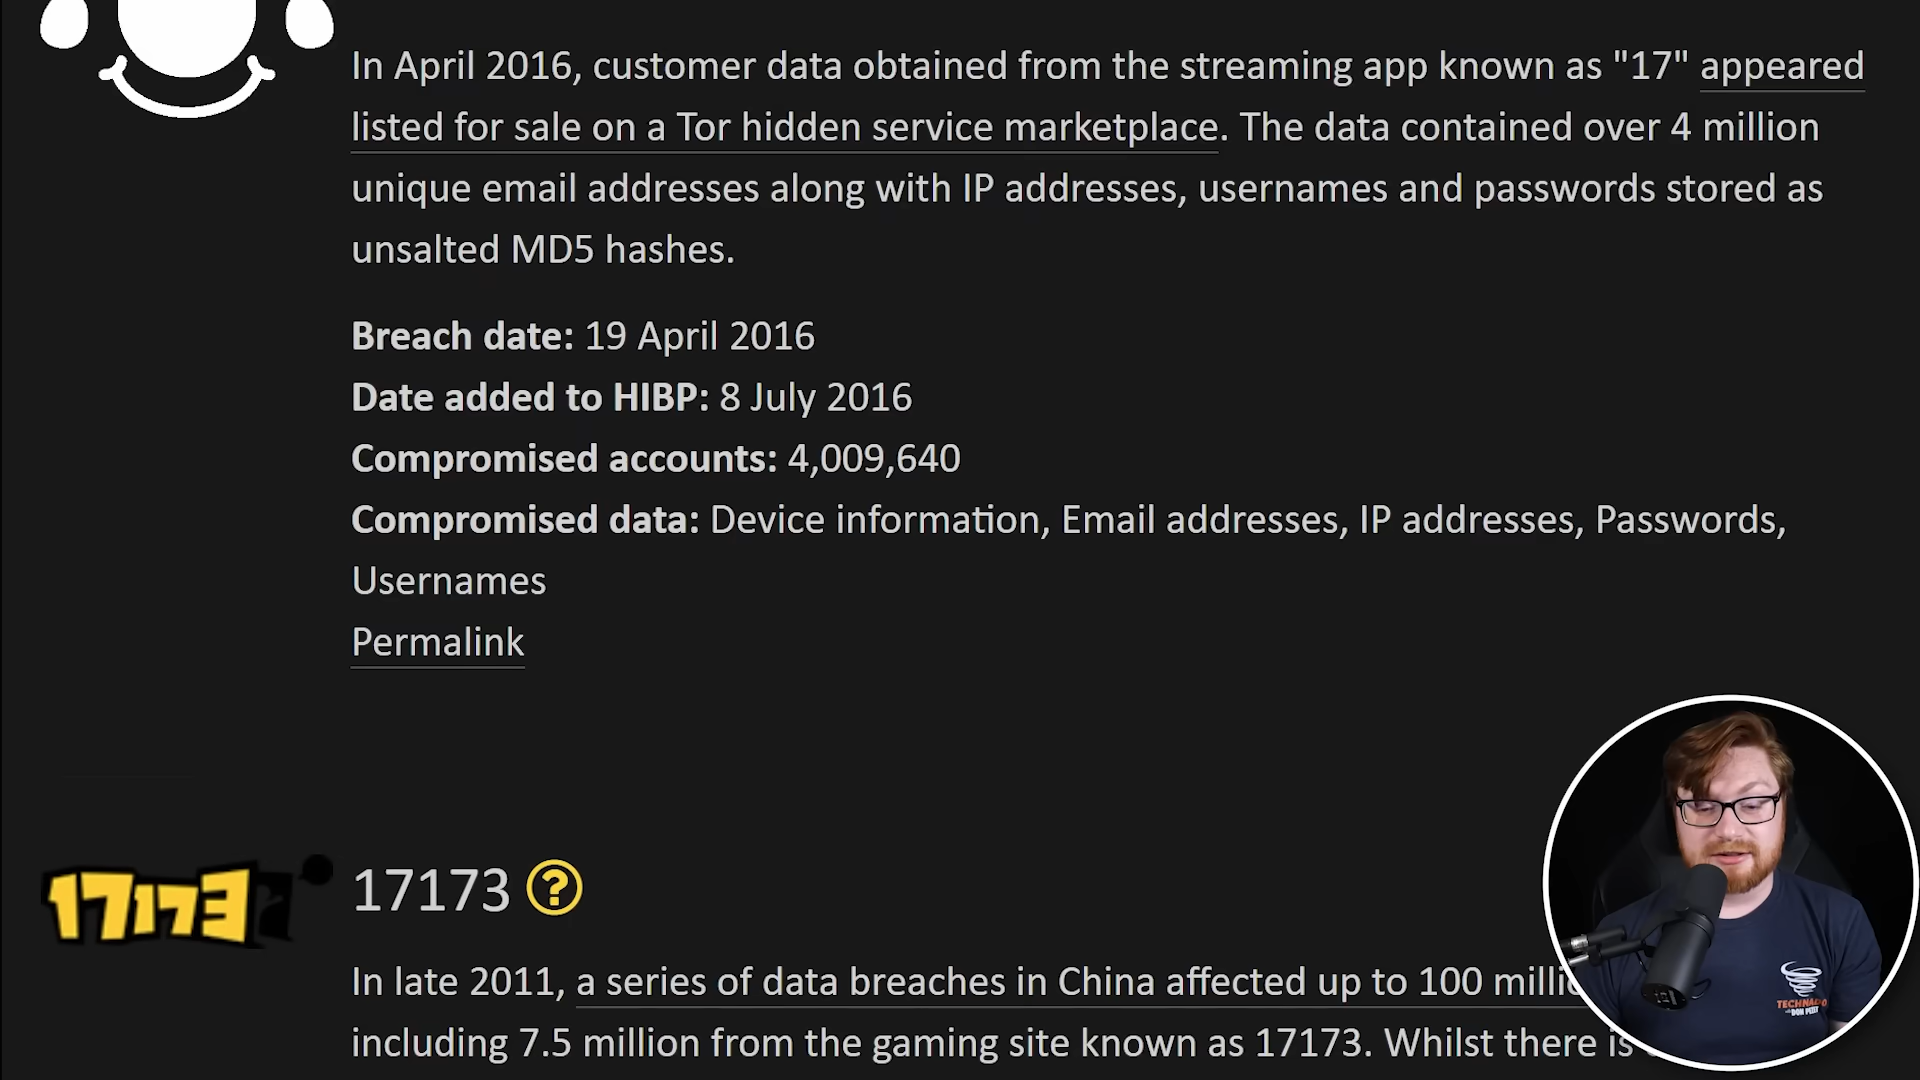 In April 2016, customer data obtained from the streaming app known as "17" appeared
listed for sale on a Tor hidden service marketplace. The data contained over 4 million
unique email addresses along with IP addresses, usernames and passwords stored as
unsalted MD5 hashes.
Breach date: 19 April 2016
Date added to HIBP: 8 July 2016
Compromised accounts: 4,009,640
Compromised data: Device information, Email addresses, IP addresses, Passwords,
Usernames
Permalink
17173
17173 ?
In late 2011, a series of data breaches in China affected up to 100
including 7.5 million from the gaming site known as 17173. Whilst there is